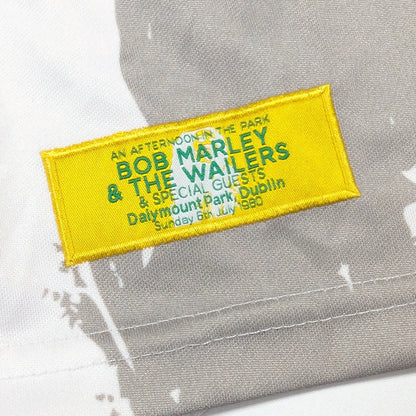 AN AFTERNOON IN THE PARK
BOB MARLEY
& THE WAILERS
& SPECIAL GUESTS
Dalymount Park, Dublin
Sunday 6th July 1980